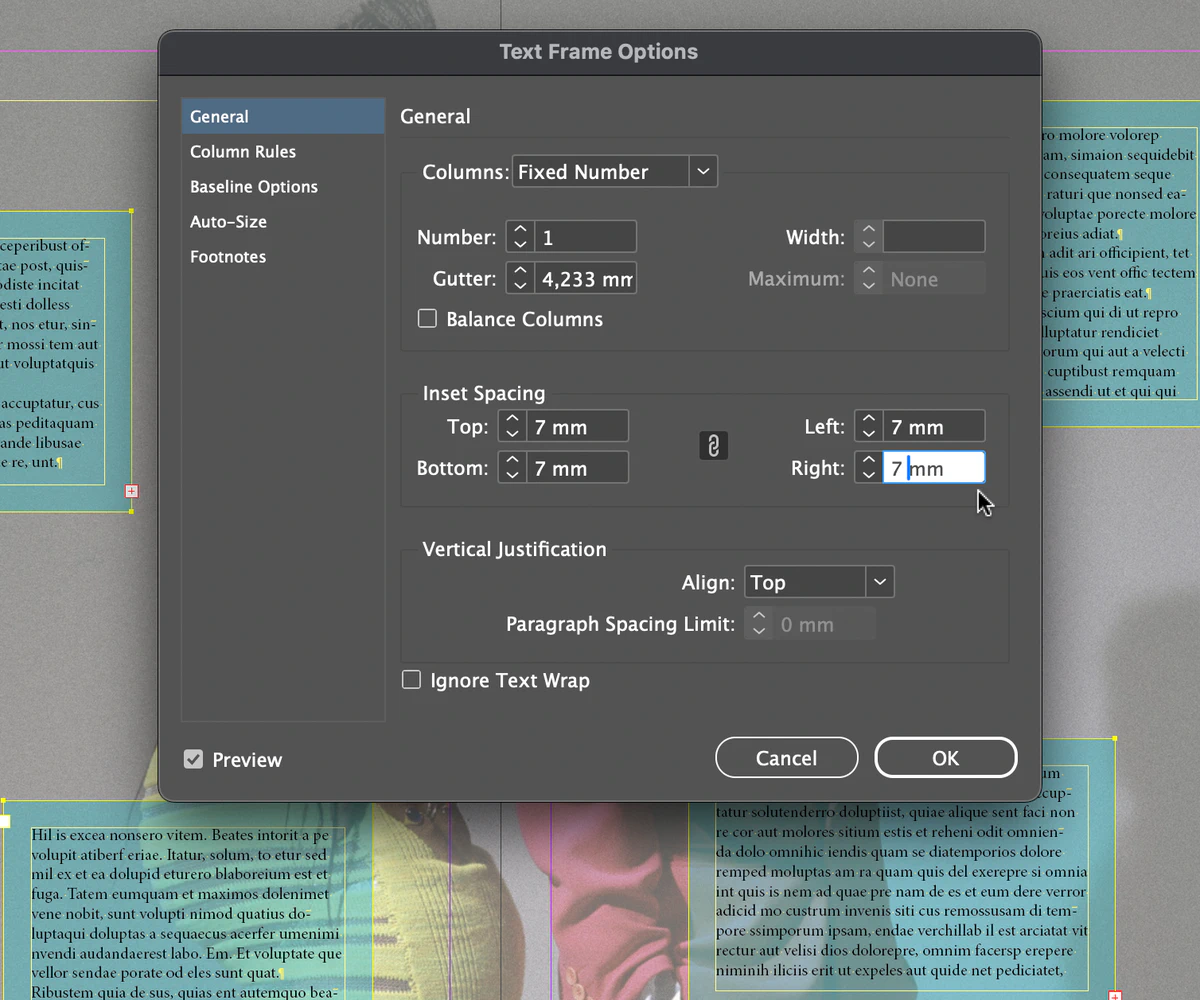 Text Frame Options
General
Column Rules
Baseline Options
Auto-Size
Footnotes
General
Columns: Fixed Number
Number: 1
Width:
Gutter: 4,233 mm
Maximum: None
Balance Columns
Inset Spacing
Top: 7 mm
Left: 7 mm
Bottom: 7 mm
Right: 7 mm
Vertical Justification
Align: Top
Paragraph Spacing Limit: 0 mm
Ignore Text Wrap
Preview
Cancel
OK
ceperibust of-
tae post, quis-
odiste incitat
esti dolless
t, nos etur, sin-
r mossi tem aut
ut voluptatquis
accuptatur, cus
as peditaquam
ande libusae
e re, unt.¶
ro molore volorep
am, simaion sequidebit
consequatem seque
raturi que nonsed ea-
voluptae porecte molore
oreius adiat.¶
adit ari officipient, tet
uis eos vent offic tectem
e praerciatis eat.¶
scium qui di ut repro
lluptatur rendiciet
orum qui aut a velecti
cuptibust remquam
assendi ut et qui qui
Hil is excea nonsero vitem. Beates intorit a pe
volupit atiberf eriae. Itatur, solum, to etur sed
mil ex et ea dolupid eturero blaboreium est et
fuga. Tatem eumquam et maximos dolenimet
vene nobit, sunt volupti nimod quatius do-
luptaqui doluptas a sequaecus acerfer umenimi
nvendi audandaerest labo. Em. Et voluptate que
vellor sendae porate od eles sunt quat.¶
Ribustem quia de sus, quias ent autemquo bea-
um
cup-
tatur solutenderro doluptiist, quiae alique sent faci non
re cor aut molores sitium estis et reheni odit omnien-
da dolo omnihic iendis quam se diatemporios dolore
remped moluptas am ra quam quis del exerepre si omnia
int quis is nem ad quae pre nam de es et eum dere verror
adicid mo custrum invenis siti cus remossusam di tem-
pore ssimporum ipsam, endae verchillab il est arciatat vit
rectur aut velisi dios dolorepre, omnim facersp erepere
niminh iliciis erit ut expeles aut quide net pediciatet,